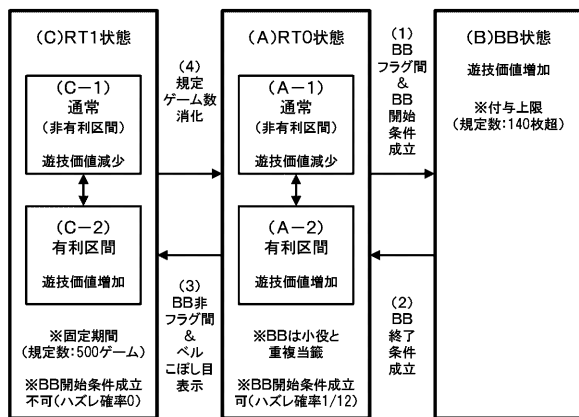 (C)RT1状態
(C−1)
通常
(非有利区間)
遊技価値減少
(C−2)
有利区間
遊技価値増加
※固定期間
(規定数:500ゲーム)
※BB開始条件成立
不可(ハズレ確率0)
(4)
規定
ゲーム数
消化
(3)
BB非
フラグ間
&
ベル
こぼし目
表示
(A)RT0状態
(A−1)
通常
(非有利区間)
遊技価値減少
(A−2)
有利区間
遊技価値増加
※BBは小役と
重複当籤
※BB開始条件成立
可(ハズレ確率1/12)
(1)
BB
フラグ間
&
BB
開始
条件
成立
(2)
BB
終了
条件
成立
(B)BB状態
遊技価値増加
※付与上限
(規定数:140枚超)